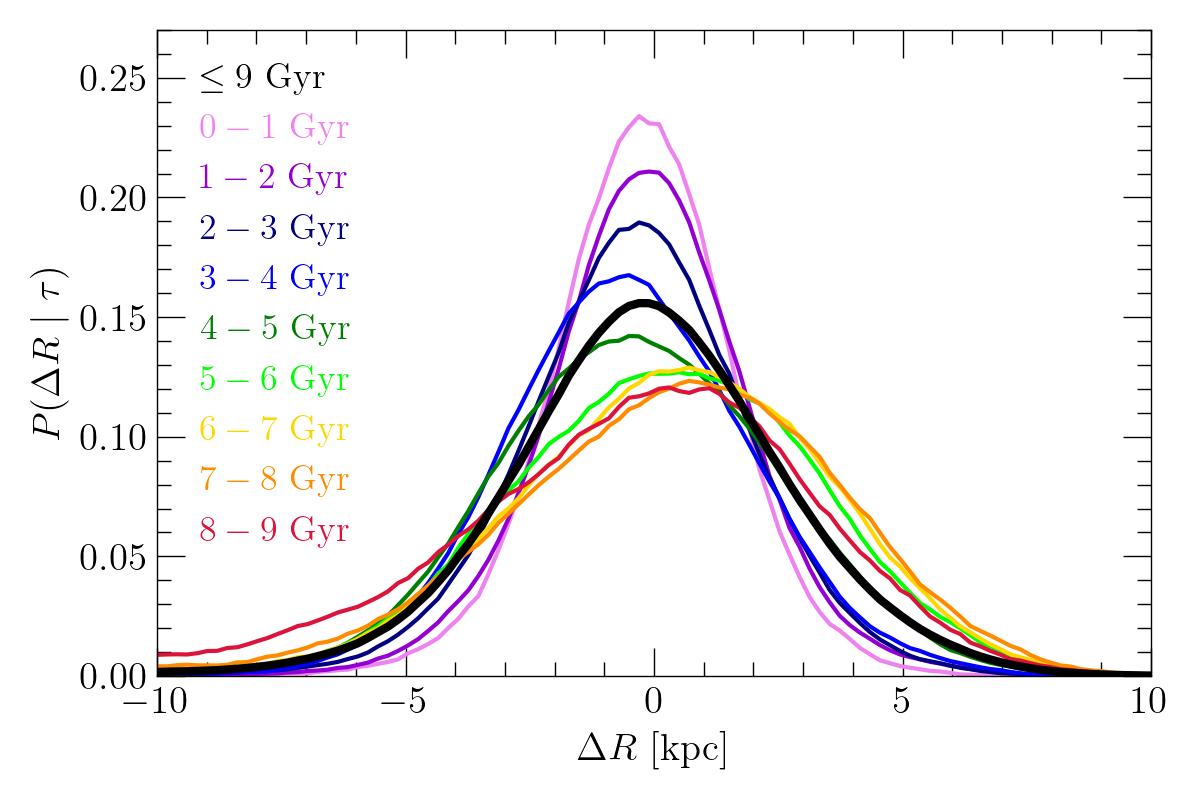 0.25
0.20
0.15
0.10
0.05
0.00
P(ΔR | τ)
≤ 9 Gyr
0 − 1 Gyr
1 − 2 Gyr
2 − 3 Gyr
3 − 4 Gyr
4 − 5 Gyr
5 − 6 Gyr
6 − 7 Gyr
7 − 8 Gyr
8 − 9 Gyr
−10 −5 0 5 10
ΔR [kpc]